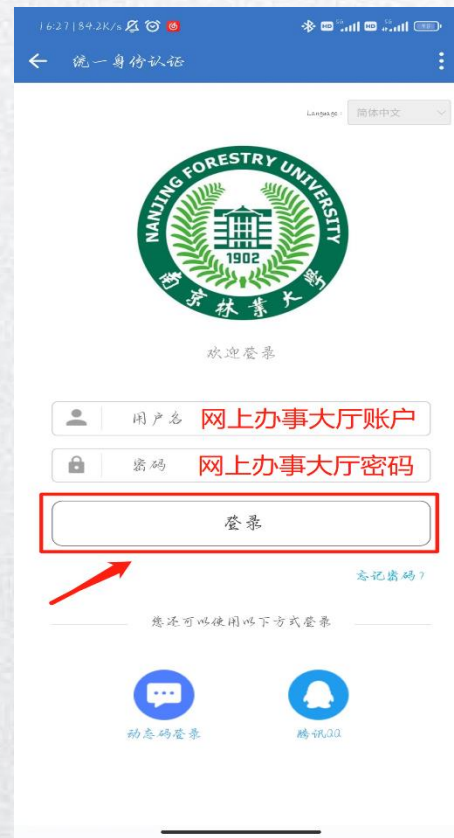 16:27|84.2K/s HD 5G HD 5G
统一身份认证
Language: 简体中文
NANJING FORESTRY UNIVERSITY
1902
南京林業大學
欢迎登录
用户名 网上办事大厅账户
密码 网上办事大厅密码
登录
忘记密码?
您还可以使用以下方式登录
动态码登录 腾讯QQ